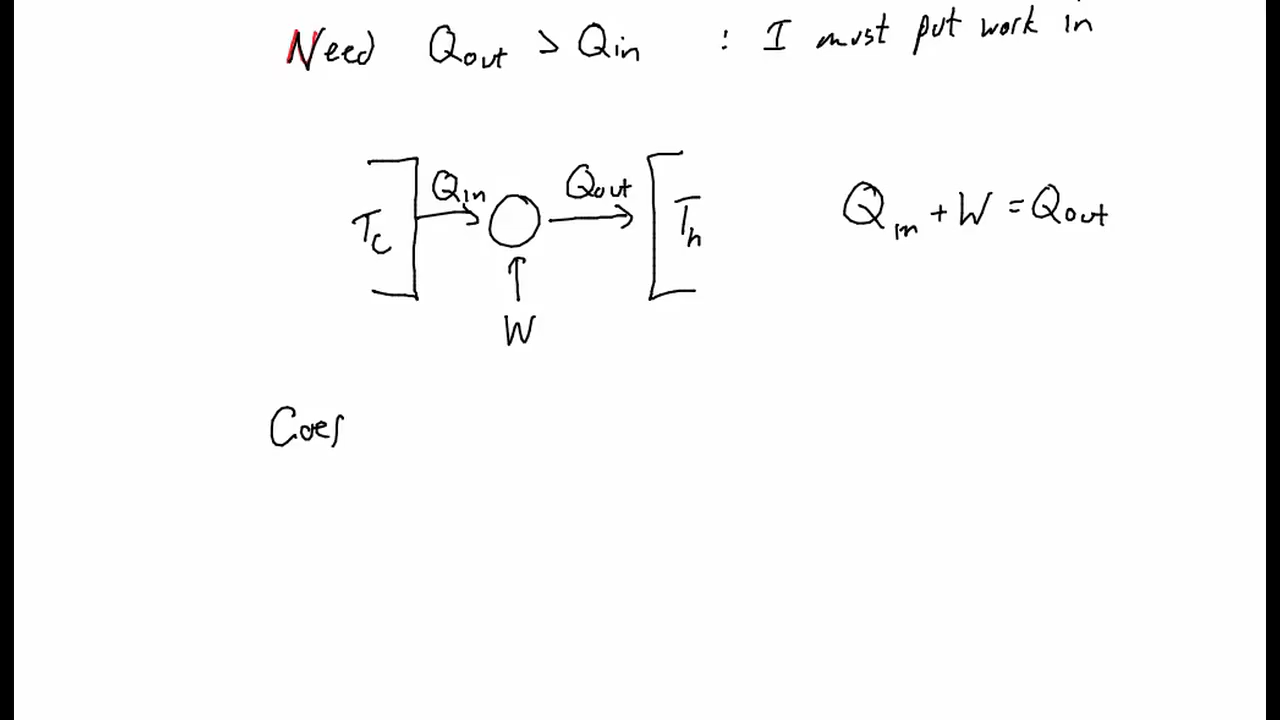 Need Qout > Qin : I must put work in
Qin Qout
Tc Th Qin + W = Qout
W
Coef